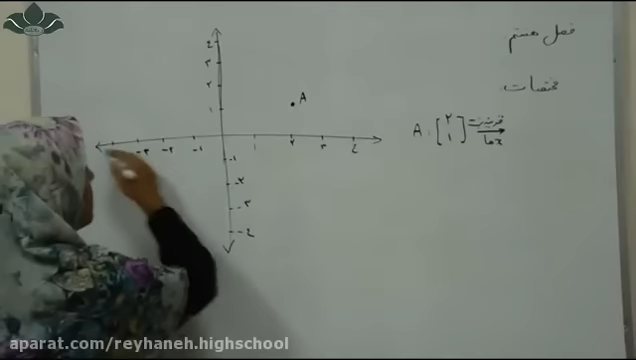 فصل هشتم
مختصات
A : [۲ ۱] قرینه
A
۴
۳
۲
۱
-۳ -۲ -۱ ۱ ۲ ۳ ۴
-۱
-۲
-۳
-۴
aparat.com/reyhaneh.highschool